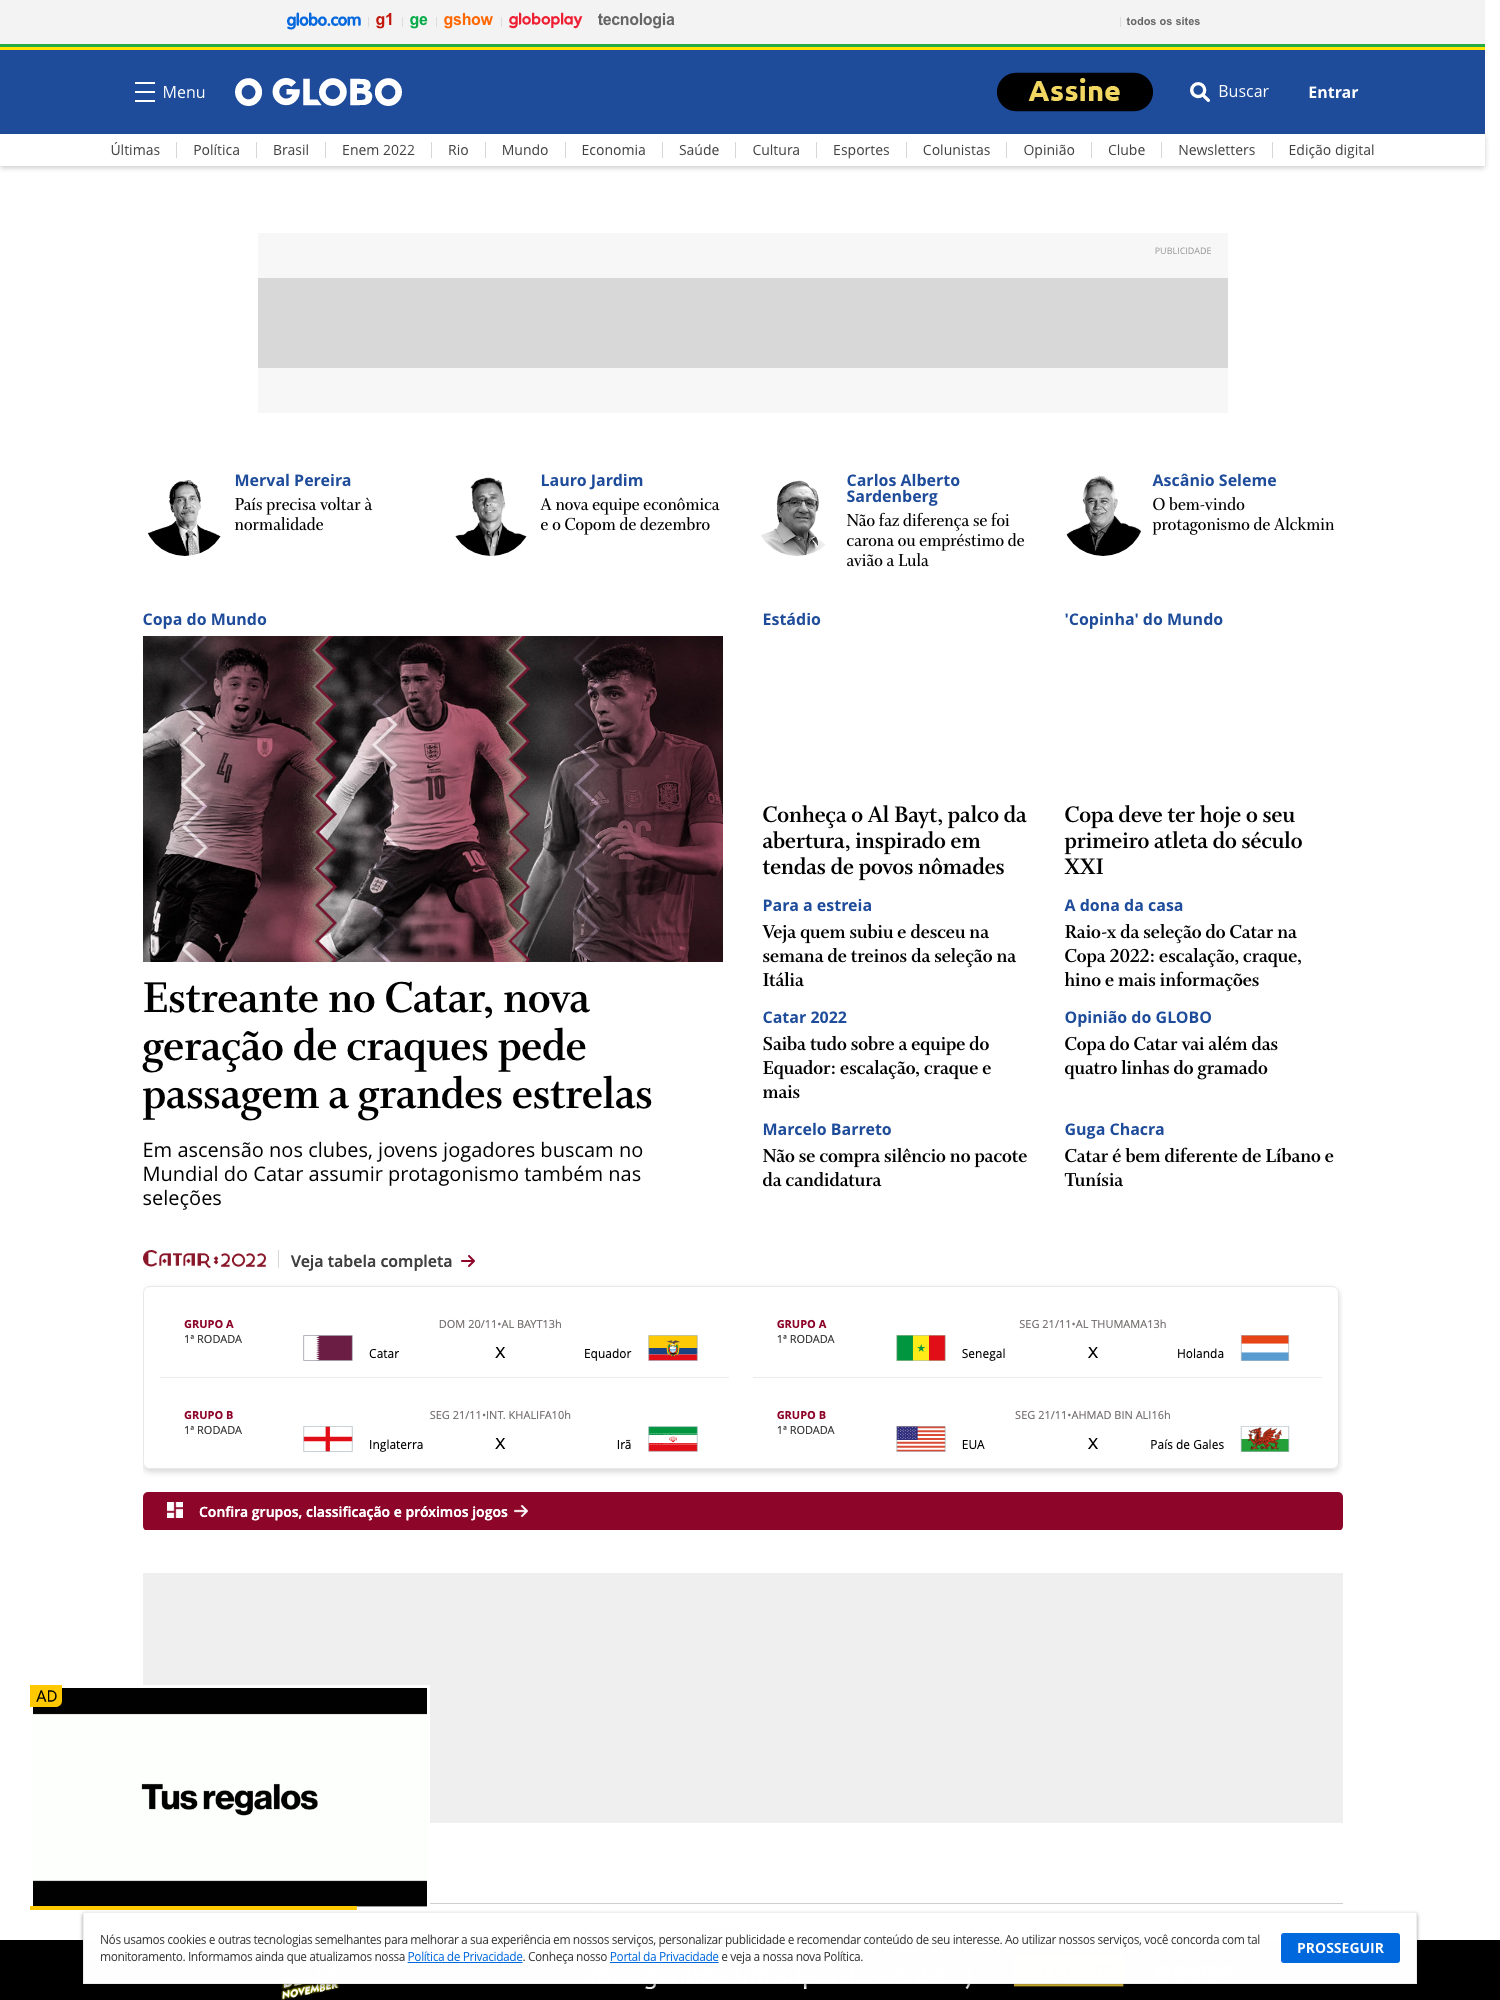 globo.com g1 ge gshow globoplay tecnologia todos os sites
Menu O GLOBO Assine Buscar Entrar
Últimas Política Brasil Enem 2022 Rio Mundo Economia Saúde Cultura Esportes Colunistas Opinião Clube Newsletters Edição digital
PUBLICIDADE
Merval Pereira
País precisa voltar à
normalidade
Lauro Jardim
A nova equipe econômica
e o Copom de dezembro
Carlos Alberto
Sardenberg
Não faz diferença se foi
carona ou empréstimo de
avião a Lula
Ascânio Seleme
O bem-vindo
protagonismo de Alckmin
Copa do Mundo
4
10
10
4
Estreante no Catar, nova
geração de craques pede
passagem a grandes estrelas
Em ascensão nos clubes, jovens jogadores buscam no
Mundial do Catar assumir protagonismo também nas
seleções
Estádio
Conheça o Al Bayt, palco da
abertura, inspirado em
tendas de povos nômades
Para a estreia
Veja quem subiu e desceu na
semana de treinos da seleção na
Itália
Catar 2022
Saiba tudo sobre a equipe do
Equador: escalação, craque e
mais
Marcelo Barreto
Não se compra silêncio no pacote
da candidatura
'Copinha' do Mundo
Copa deve ter hoje o seu
primeiro atleta do século
XXI
A dona da casa
Raio-x da seleção do Catar na
Copa 2022: escalação, craque,
hino e mais informações
Opinião do GLOBO
Copa do Catar vai além das
quatro linhas do gramado
Guga Chacra
Catar é bem diferente de Líbano e
Tunísia
CATAR:2022 Veja tabela completa
GRUPO A
1ª RODADA
DOM 20/11•AL BAYT13h
Catar X Equador
GRUPO A
1ª RODADA
SEG 21/11•AL THUMAMA13h
Senegal X Holanda
GRUPO B
1ª RODADA
SEG 21/11•INT. KHALIFA10h
Inglaterra X Irã
GRUPO B
1ª RODADA
SEG 21/11•AHMAD BIN ALI16h
EUA X País de Gales
Confira grupos, classificação e próximos jogos
AD
Tus regalos
Nós usamos cookies e outras tecnologias semelhantes para melhorar a sua experiência em nossos serviços, personalizar publicidade e recomendar conteúdo de seu interesse. Ao utilizar nossos serviços, você concorda com tal
monitoramento. Informamos ainda que atualizamos nossa Política de Privacidade. Conheça nosso Portal da Privacidade e veja a nossa nova Política.
PROSSEGUIR
NOVEMBER